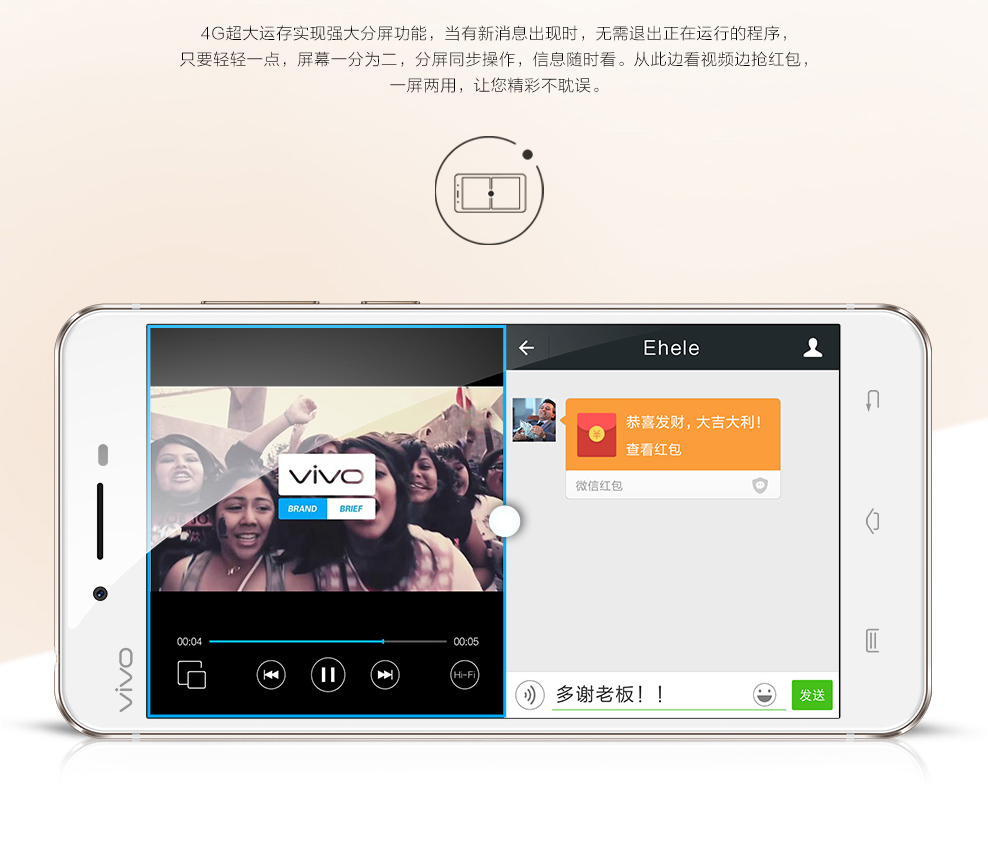 4G超大运存实现强大分屏功能，当有新消息出现时，无需退出正在运行的程序，
只要轻轻一点，屏幕一分为二，分屏同步操作，信息随时看。从此边看视频边抢红包，
一屏两用，让您精彩不耽误。
Ehele
恭喜发财，大吉大利！
查看红包
微信红包
vivo
BRAND BRIEF
00:04 00:05
Hi-Fi
vivo
多谢老板！！
发送